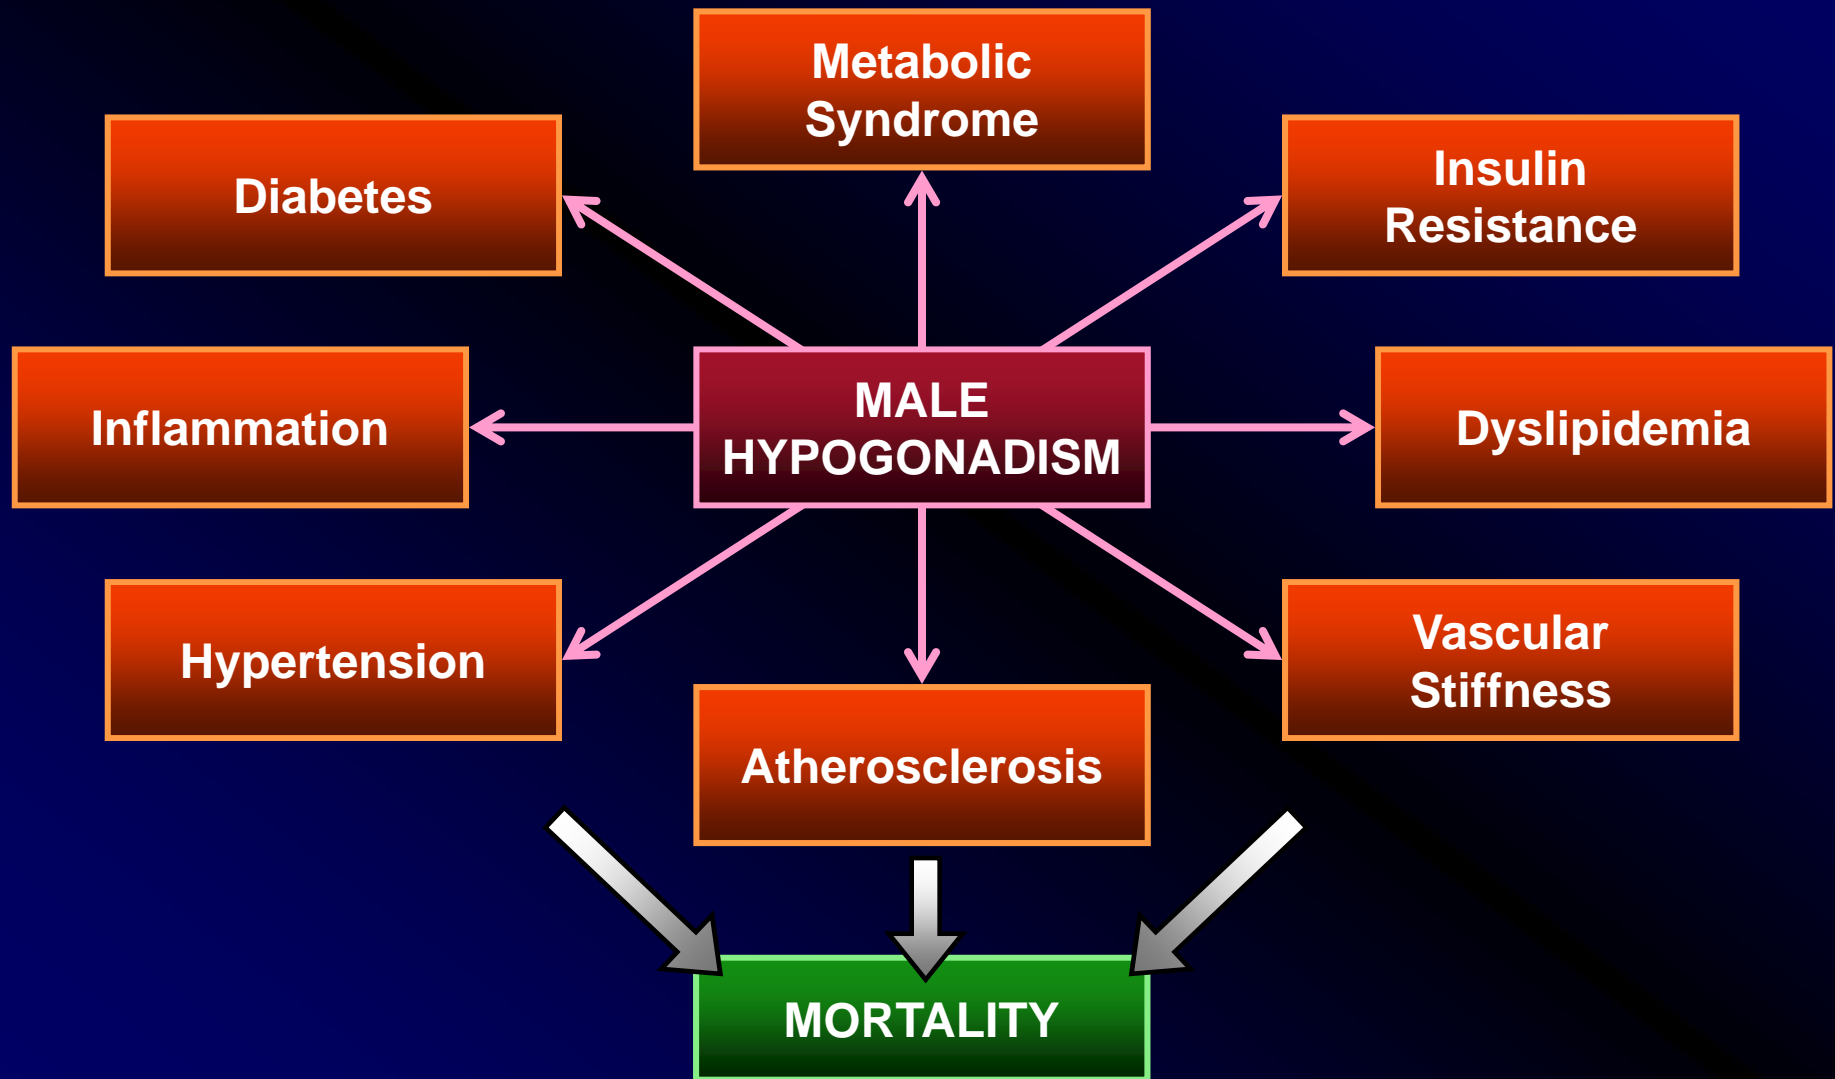 Metabolic
Syndrome
Diabetes
Insulin
Resistance
Inflammation
MALE
HYPOGONADISM
Dyslipidemia
Hypertension
Vascular
Stiffness
Atherosclerosis
MORTALITY